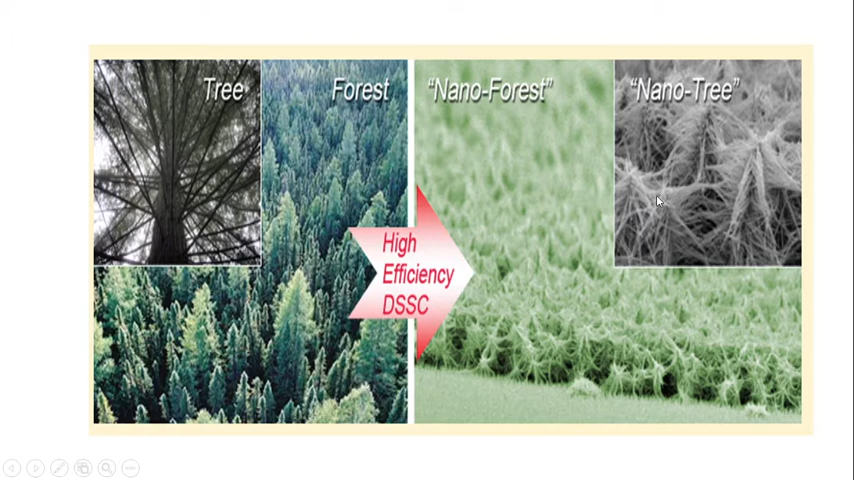 Tree
Forest
“Nano-Forest”
“Nano-Tree”
High
Efficiency
DSSC